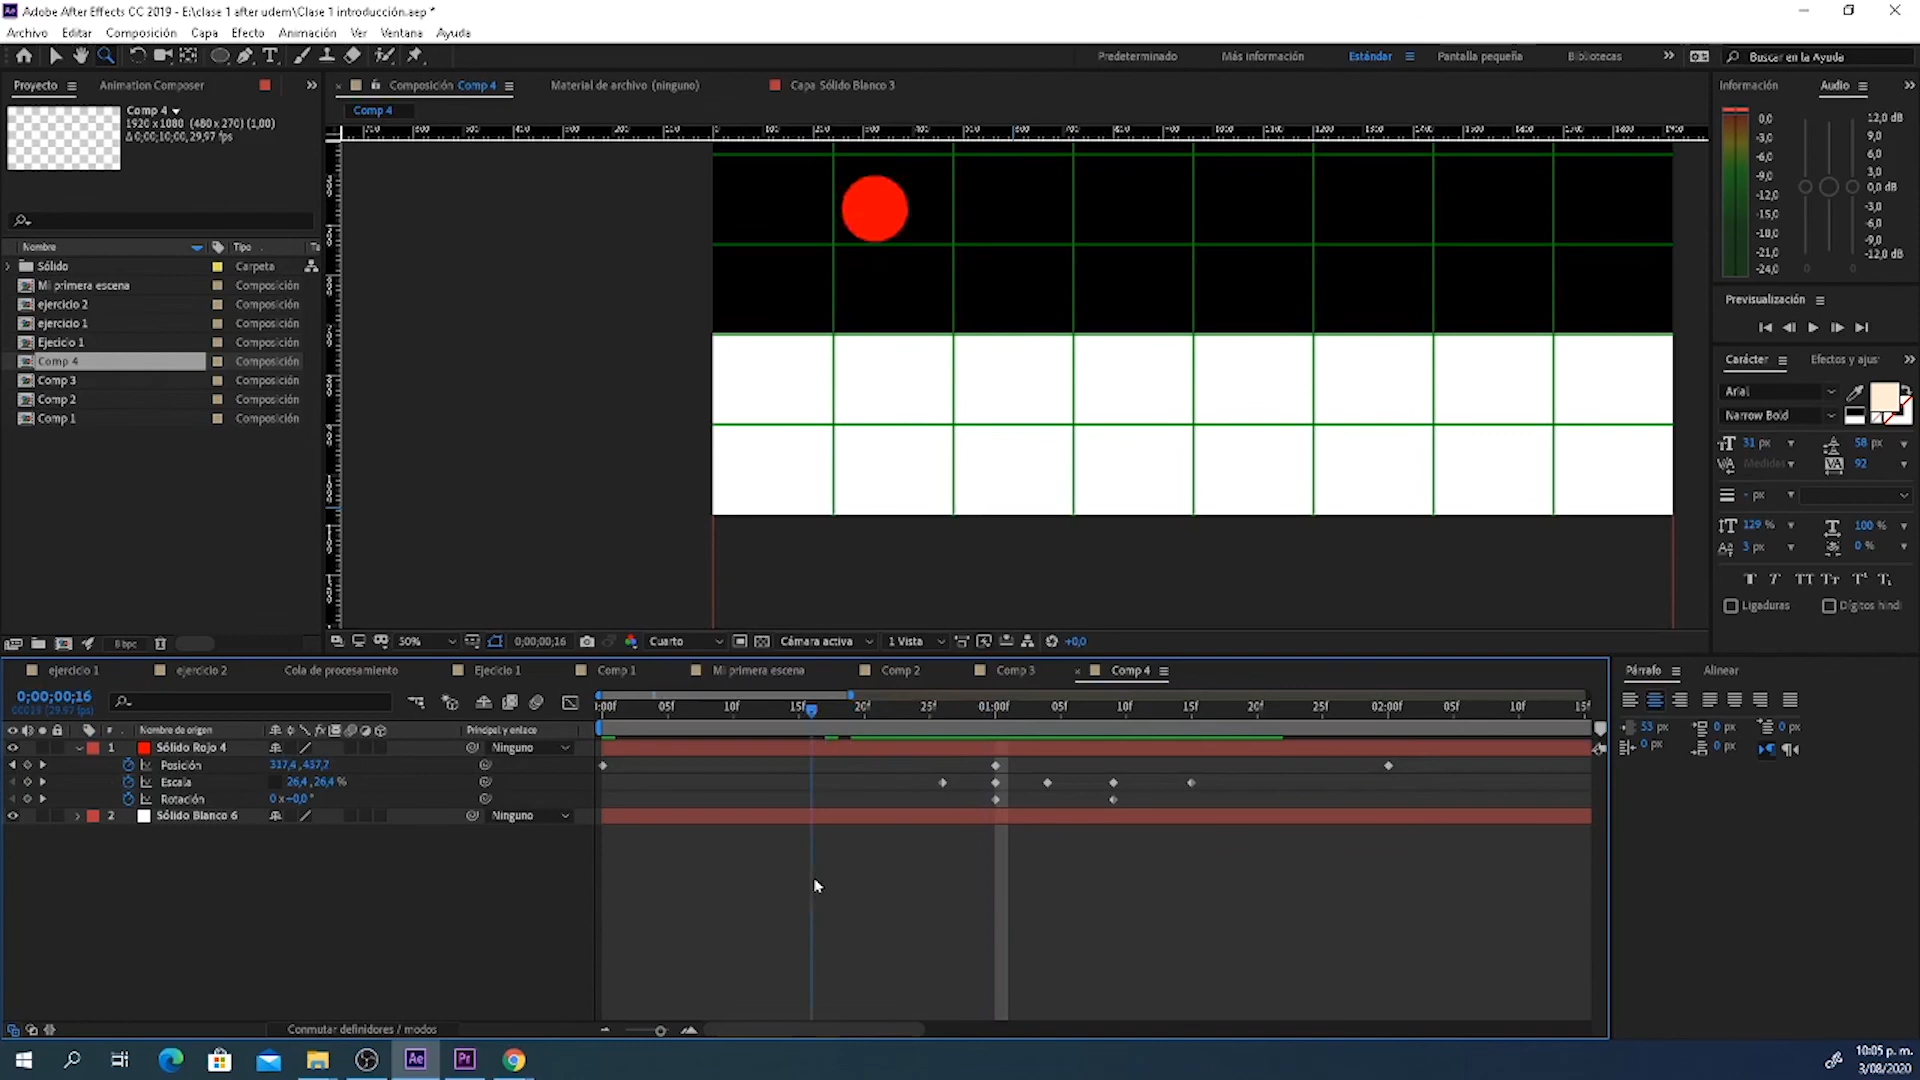 Adobe After Effects CC 2019 - E:\clase 1 after udem\Clase 1 introducción.aep *
Archivo Editar Composición Capa Efecto Animación Ver Ventana Ayuda
Predeterminado Más información Estándar Pantalla pequeña Bibliotecas Buscar en la Ayuda
Proyecto Animation Composer Composición Comp 4 Material de archivo (ninguno) Capa Sólido Blanco 3 Información Audio
Comp 4
1920 x 1080 (480 x 270) (1,00)
Δ 0;00;10;00, 29,97 fps
Comp 4
Nombre Tipo Ta
Sólido Carpeta
Mi primera escena Composición
ejercicio 2 Composición
ejercicio 1 Composición
Ejecicio 1 Composición
Comp 4 Composición
Comp 3 Composición
Comp 2 Composición
Comp 1 Composición
8 bpc
50% 0;00;00;16 Cuarto Cámara activa 1 Vista +0,0
0,0 12,0 dB
-3,0 9,0
-6,0 6,0
-9,0 3,0
-12,0 0,0 dB
-15,0 -3,0
-18,0 -6,0
-21,0 -9,0
-24,0 -12,0 dB
0 0
Previsualización
Carácter Efectos y ajus
Arial
Narrow Bold
31 px 58 px
Medidas 92
- px
129 % 100 %
3 px 0 %
Ligaduras Dígitos hindi
ejercicio 1 ejercicio 2 Cola de procesamiento Ejecicio 1 Comp 1 Mi primera escena Comp 2 Comp 3 Comp 4
0;00;00;16
:00f 05f 10f 15f 20f 25f 01:00f 05f 10f 15f 20f 25f 02:00f 05f 10f 15f
# Nombre de origen fx Principal y enlace
1 Sólido Rojo 4 Ninguno
Posición 317,4 ,437,7
Escala 26,4 ,26,4 %
Rotación 0 x+0,0 °
2 Sólido Blanco 6 Ninguno
Conmutar definidores / modos
Párrafo Alinear
53 px 0 px 0 px
0 px 0 px
Ae Pr
10:05 p. m.
3/08/2020